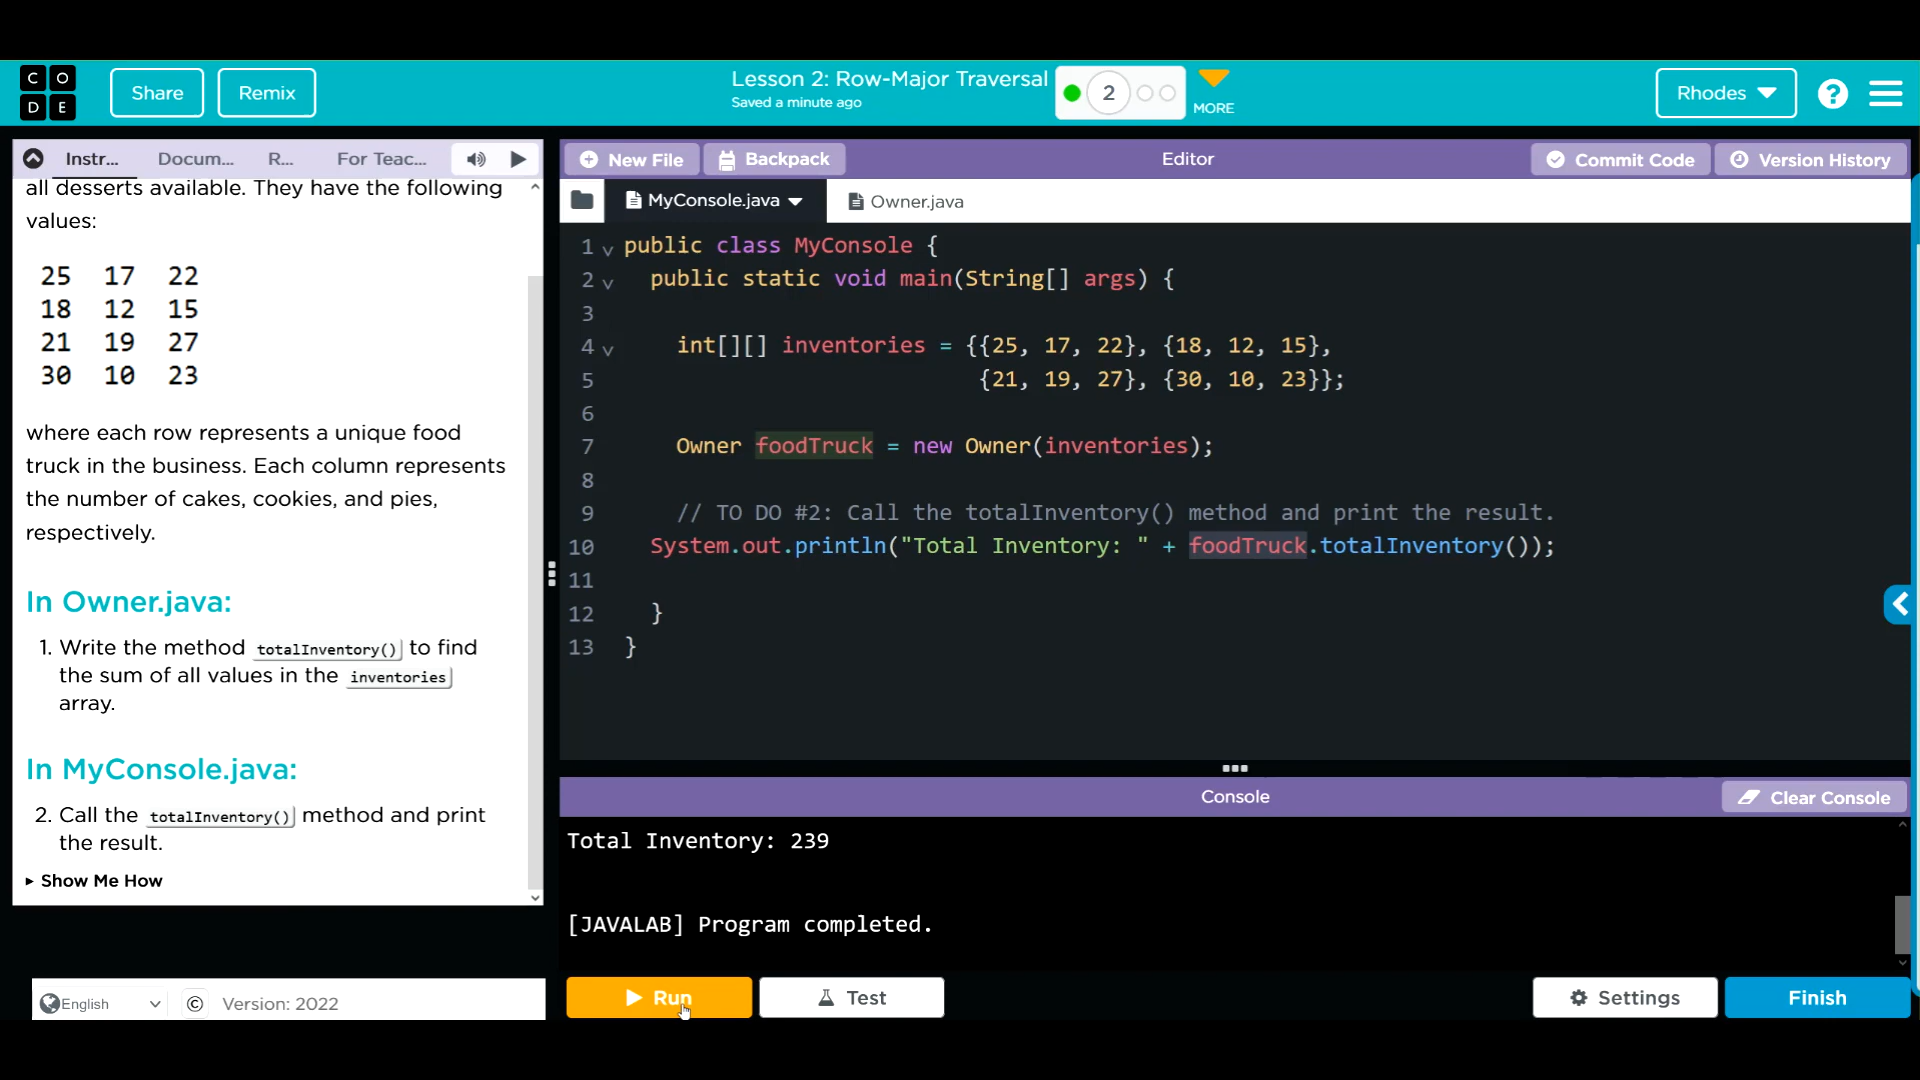 C O
D E
Share
Remix
Lesson 2: Row-Major Traversal
Saved a minute ago
2
MORE
Rhodes
?
Instr...
Docum...
R...
For Teac...
New File
Backpack
Editor
Commit Code
Version History
all desserts available. They have the following
values:
25 17 22
18 12 15
21 19 27
30 10 23
where each row represents a unique food
truck in the business. Each column represents
the number of cakes, cookies, and pies,
respectively.
In Owner.java:
1. Write the method totalInventory() to find
the sum of all values in the inventories
array.
In MyConsole.java:
2. Call the totalInventory() method and print
the result.
Show Me How
English
©
Version: 2022
MyConsole.java
Owner.java
1 public class MyConsole {
2 public static void main(String[] args) {
3
4 int[][] inventories = {{25, 17, 22}, {18, 12, 15},
5 {21, 19, 27}, {30, 10, 23}};
6
7 Owner foodTruck = new Owner(inventories);
8
9 // TO DO #2: Call the totalInventory() method and print the result.
10 System.out.println("Total Inventory: " + foodTruck.totalInventory());
11
12 }
13 }
Console
Clear Console
Total Inventory: 239
[JAVALAB] Program completed.
Run
Test
Settings
Finish